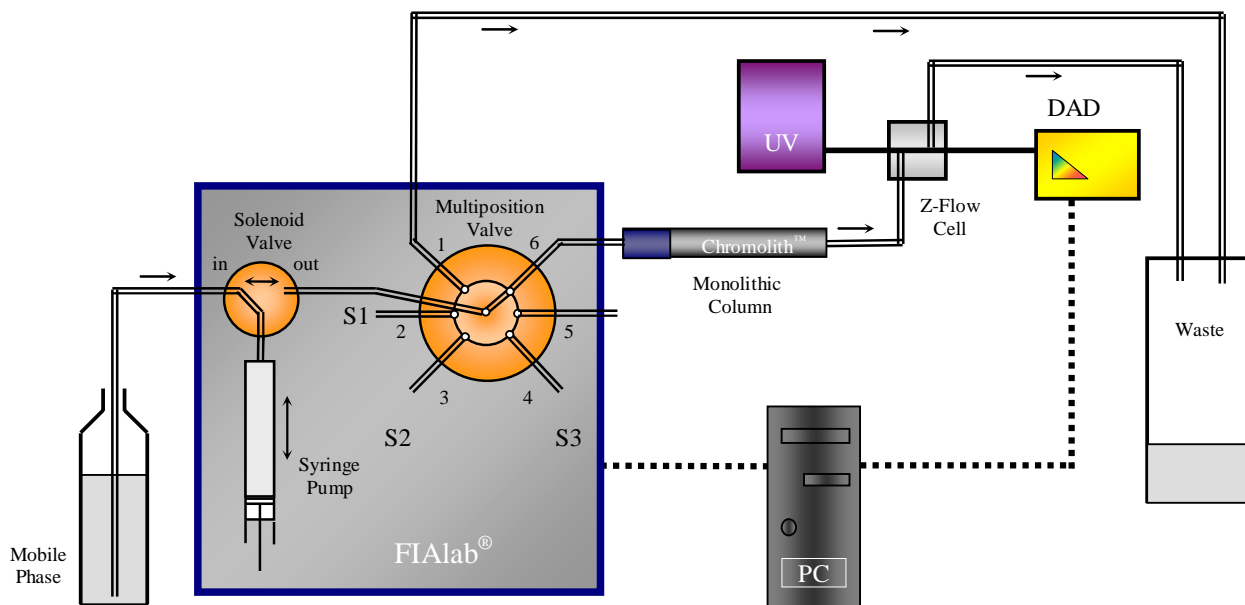 DAD
UV
Z-Flow
Cell
Solenoid
Valve
in
out
Multiposition
Valve
1
6
S1
2
5
3
4
S2
S3
Chromolith™
Monolithic
Column
Waste
Syringe
Pump
Mobile
Phase
FIAlab®
PC